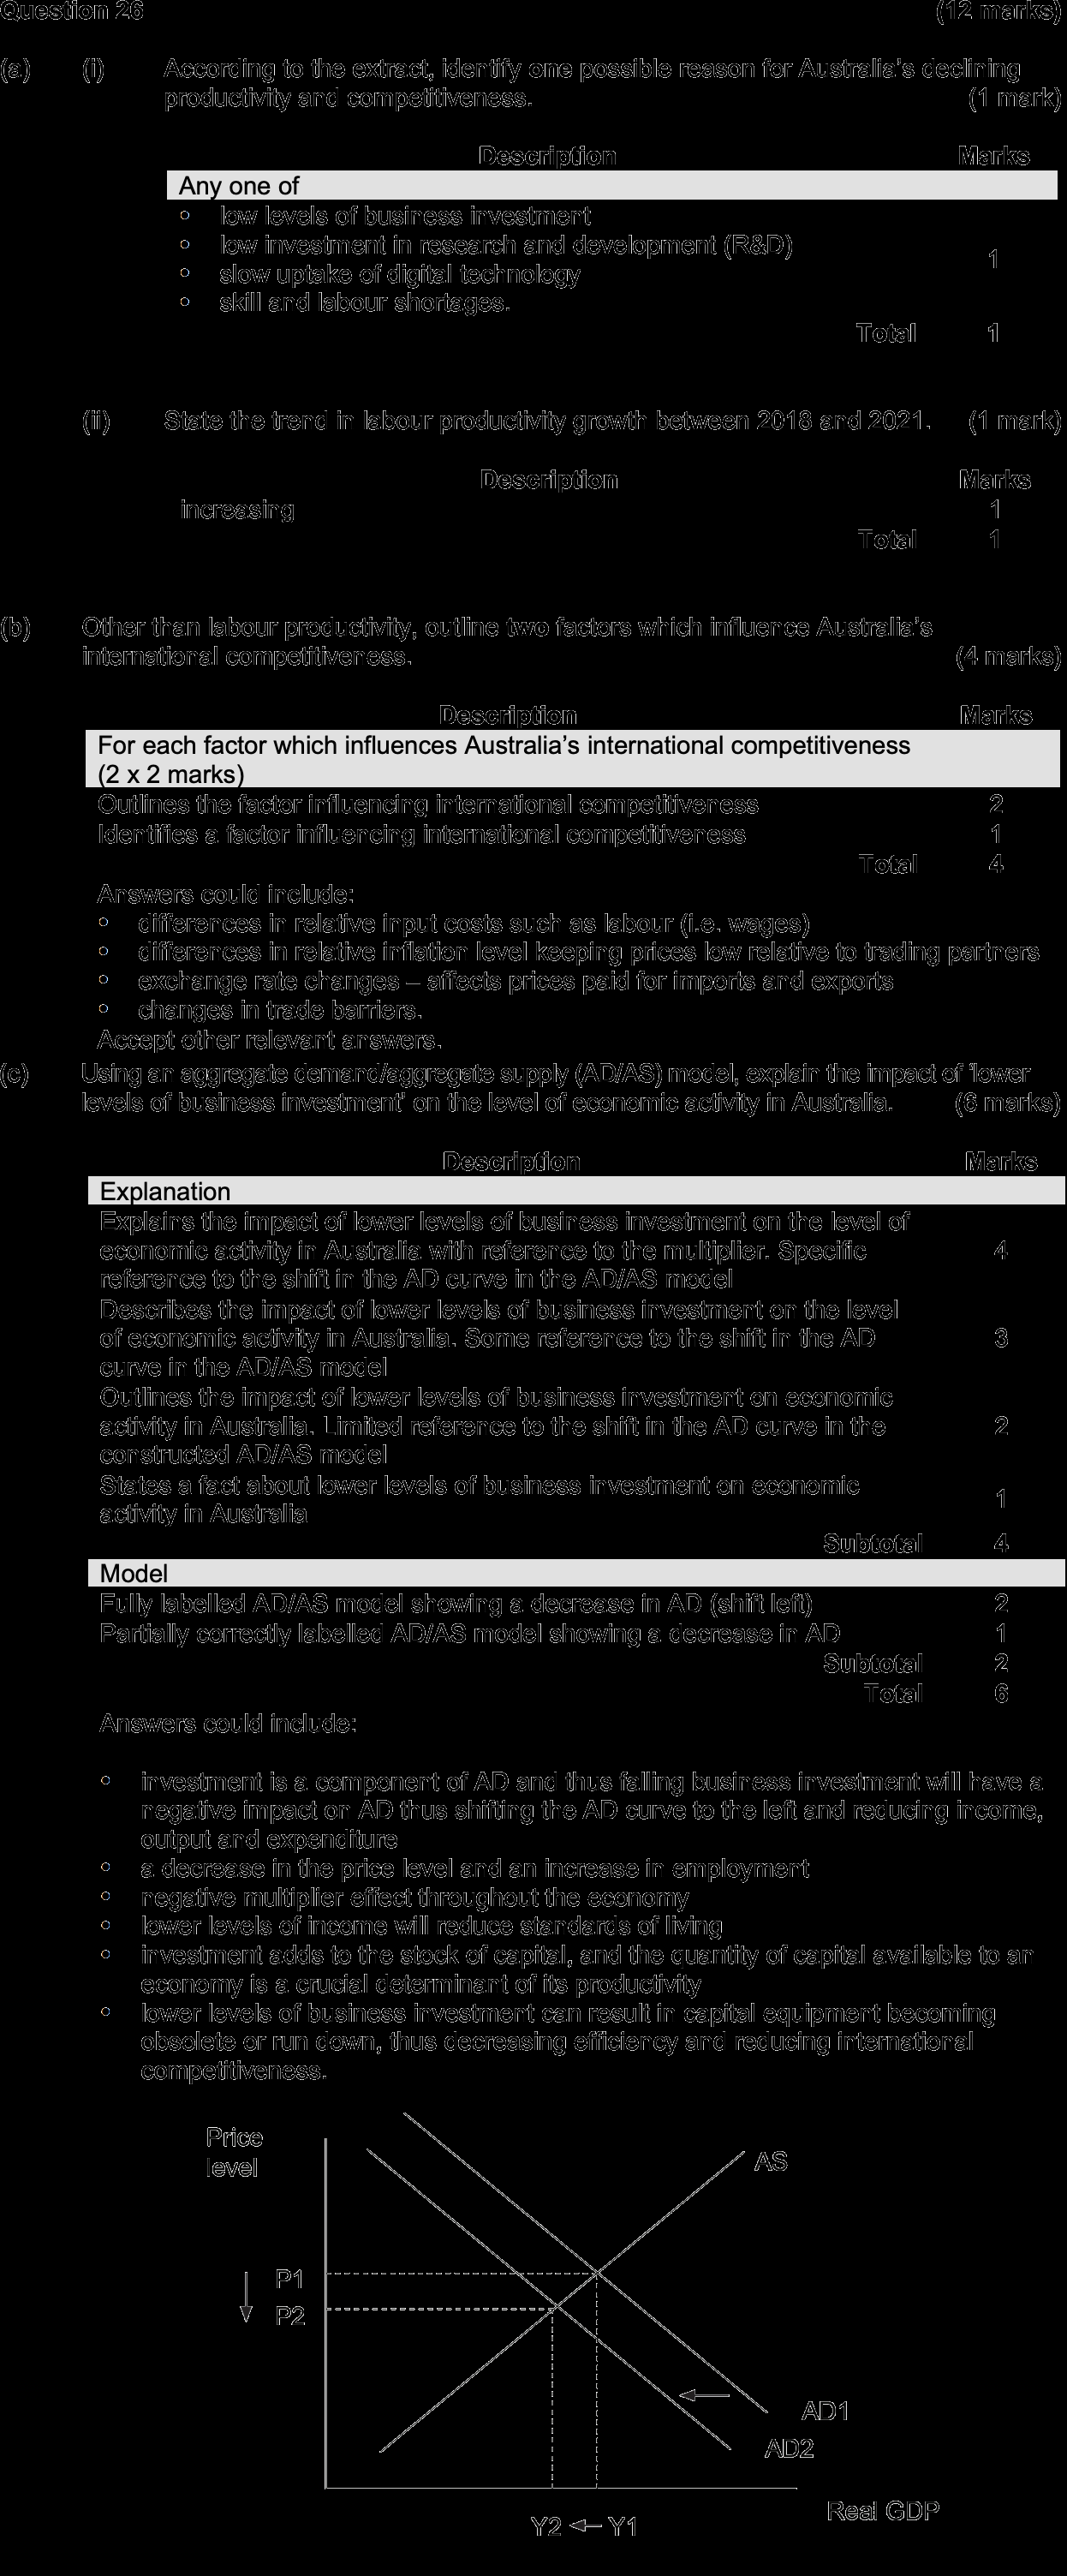 Question 26 (12 marks)
(a) (i) According to the extract, identify one possible reason for Australia's declining
productivity and competitiveness. (1 mark)
Description Marks
Any one of
• low levels of business investment
• low investment in research and development (R&D)
• slow uptake of digital technology
• skill and labour shortages.
1
Total 1
(ii) State the trend in labour productivity growth between 2018 and 2021. (1 mark)
Description Marks
increasing 1
Total 1
(b) Other than labour productivity, outline two factors which influence Australia's
international competitiveness. (4 marks)
Description Marks
For each factor which influences Australia's international competitiveness
(2 x 2 marks)
Outlines the factor influencing international competitiveness 2
Identifies a factor influencing international competitiveness 1
Total 4
Answers could include:
• differences in relative input costs such as labour (i.e. wages)
• differences in relative inflation level keeping prices low relative to trading partners
• exchange rate changes – affects prices paid for imports and exports
• changes in trade barriers.
Accept other relevant answers.
(c) Using an aggregate demand/aggregate supply (AD/AS) model, explain the impact of 'lower
levels of business investment' on the level of economic activity in Australia. (6 marks)
Description Marks
Explanation
Explains the impact of lower levels of business investment on the level of
economic activity in Australia with reference to the multiplier. Specific 4
reference to the shift in the AD curve in the AD/AS model
Describes the impact of lower levels of business investment on the level
of economic activity in Australia. Some reference to the shift in the AD 3
curve in the AD/AS model
Outlines the impact of lower levels of business investment on economic
activity in Australia. Limited reference to the shift in the AD curve in the 2
constructed AD/AS model
States a fact about lower levels of business investment on economic
activity in Australia 1
Subtotal 4
Model
Fully labelled AD/AS model showing a decrease in AD (shift left) 2
Partially correctly labelled AD/AS model showing a decrease in AD 1
Subtotal 2
Total 6
Answers could include:
• investment is a component of AD and thus falling business investment will have a
negative impact on AD thus shifting the AD curve to the left and reducing income,
output and expenditure
• a decrease in the price level and an increase in employment
• negative multiplier effect throughout the economy
• lower levels of income will reduce standards of living
• investment adds to the stock of capital, and the quantity of capital available to an
economy is a crucial determinant of its productivity
• lower levels of business investment can result in capital equipment becoming
obsolete or run down, thus decreasing efficiency and reducing international
competitiveness.
Price
level
AS
P1
P2
AD1
AD2
Real GDP
Y2 Y1